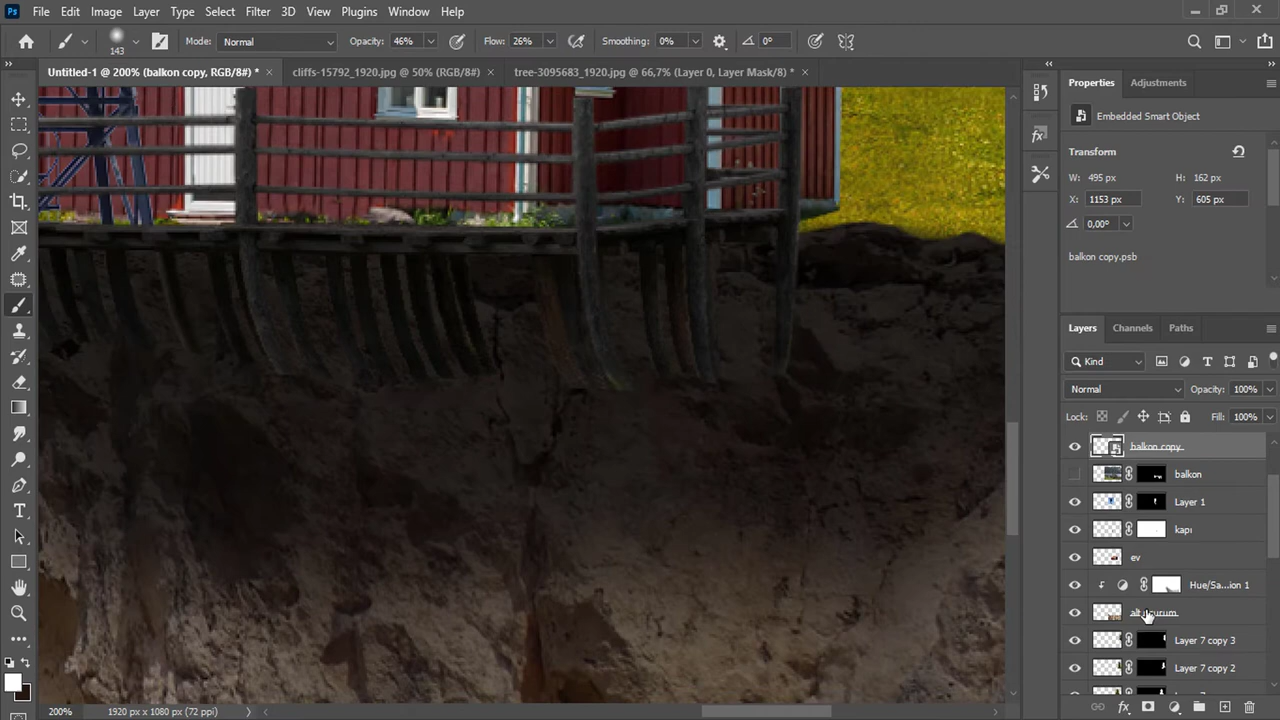 Ps File Edit Image Layer Type Select Filter 3D View Plugins Window Help
143 Mode: Normal Opacity: 46% Flow: 26% Smoothing: 0% 0°
Untitled-1 @ 200% (balkon copy, RGB/8#) * × cliffs-15792_1920.jpg @ 50% (RGB/8#) × tree-3095683_1920.jpg @ 66,7% (Layer 0, Layer Mask/8) * ×
Properties Adjustments
Embedded Smart Object
Transform
W: 495 px H: 162 px
X: 1153 px Y: 605 px
0,00°
balkon copy.psb
Layers Channels Paths
Kind
Normal Opacity: 100%
Lock: Fill: 100%
balkon copy
balkon
Layer 1
kapı
ev
Hue/Sa...ion 1
Layer 7 copy 3
Layer 7 copy 2
200% 1920 px x 1080 px (72 ppi)